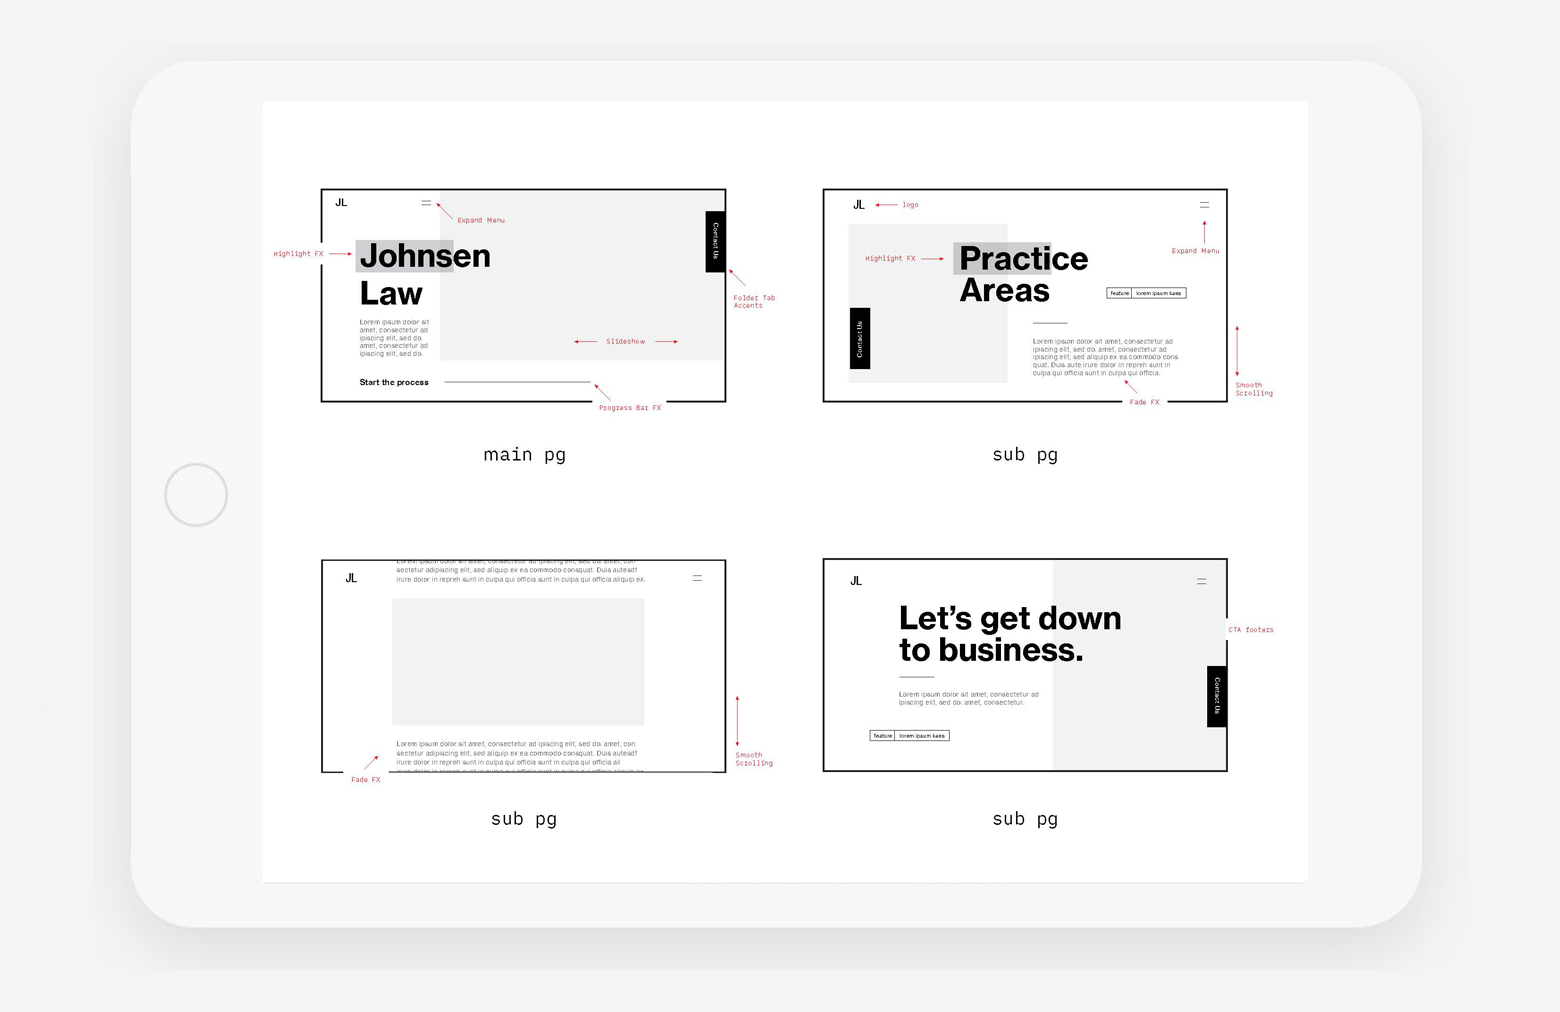 JL
Expand Menu
Highlight FX
Johnsen
Law
Contact Us
Folder Tab
Accents
Lorem ipsum dolor sit
amet, consectetur ad
ipiscing elit, sed do.
amet, consectetur ad
ipiscing elit, sed do.
Slideshow
Start the process
Progress Bar FX
main pg
JL
logo
Expand Menu
Highlight FX
Practice
Areas
feature
lorem ipsum kaes
Contact Us
Lorem ipsum dolor sit amet, consectetur ad
ipiscing elit, sed do. amet, consectetur ad
ipiscing elit, sed aliquip ex ea commodo cons
quat. Duis aute irure dolor in repreh sunt in
culpa qui officia sunt in culpa qui officia.
Fade FX
Smooth
Scrolling
sub pg
Lorem ipsum dolor sit amet, consectetur ad ipiscing elit, sed do. amet, con
sectetur adipiscing elit, sed aliquip ex ea commodo consquat. Duis autesdf
irure dolor in repreh sunt in culpa qui officia sunt in culpa qui officia aliquip ex.
JL
Lorem ipsum dolor sit amet, consectetur ad ipiscing elit, sed do. amet, con
sectetur adipiscing elit, sed aliquip ex ea commodo consquat. Duis autesdf
irure dolor in repreh sunt in culpa qui officia sunt in culpa qui officia ali
Fade FX
Smooth
Scrolling
sub pg
JL
Let's get down
to business.
CTA footers
Contact Us
Lorem ipsum dolor sit amet, consectetur ad
ipiscing elit, sed do. amet, consectetur.
feature
lorem ipsum kaes
sub pg